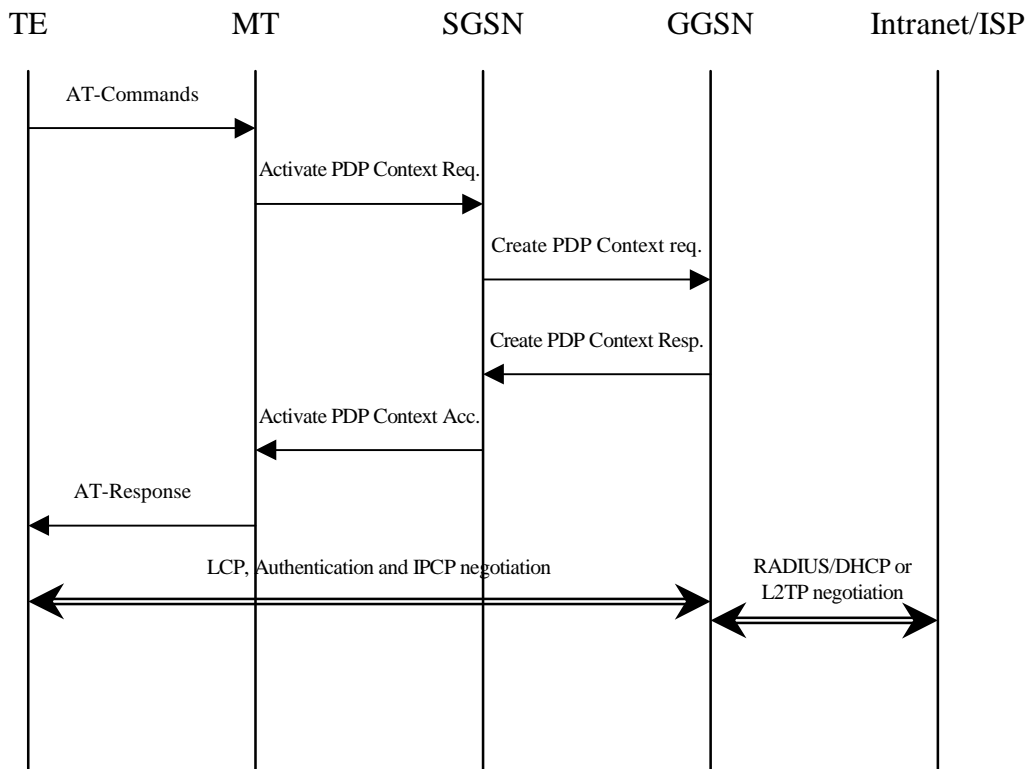 TE MT SGSN GGSN Intranet/ISP
AT-Commands
Activate PDP Context Req.
Create PDP Context req.
Create PDP Context Resp.
Activate PDP Context Acc.
AT-Response
LCP, Authentication and IPCP negotiation
RADIUS/DHCP or
L2TP negotiation